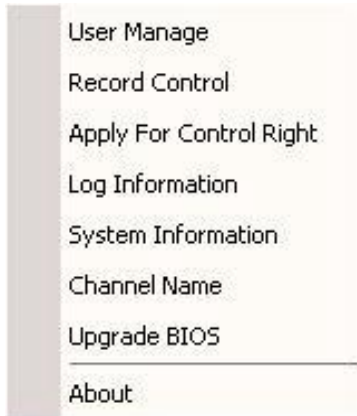 User Manage
Record Control
Apply For Control Right
Log Information
System Information
Channel Name
Upgrade BIOS
About